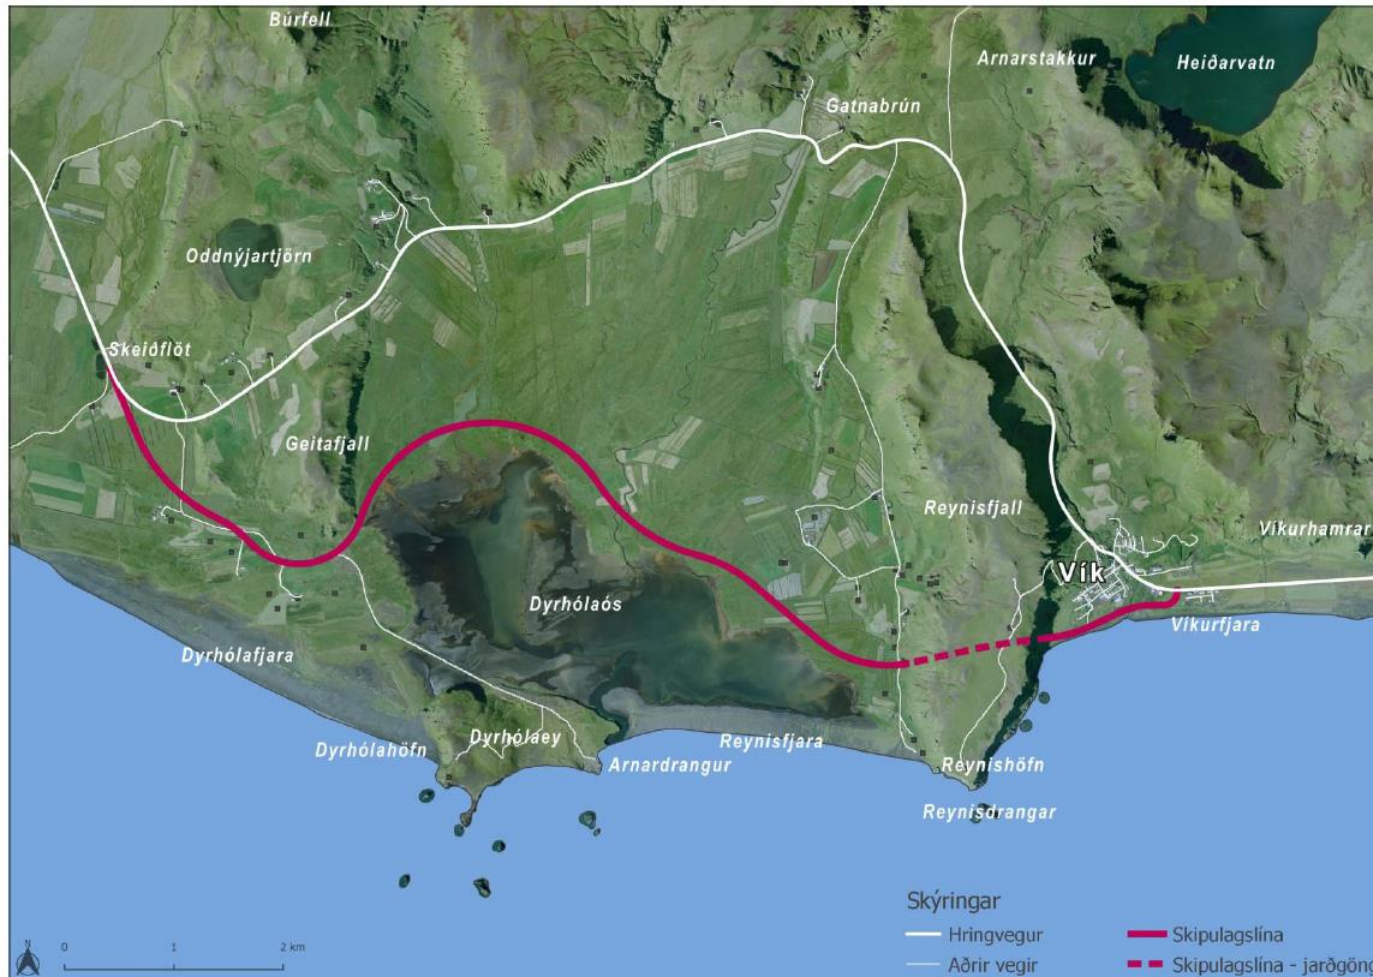 Búrfell
Arnarstakkur
Heiðarvatn
Gatnabrún
Oddnýjartjörn
Skeiðflöt
Geitafjall
Reynisfjall
Víkurhamrar
Vík
Dyrhólaós
Víkurfjara
Dyrhólafjara
Dyrhólaey
Reynisfjara
Dyrhólahöfn
Arnardrangur
Reynishöfn
Reynisdrangar
Skýringar
Hringvegur
Skipulagslína
Aðrir vegir
Skipulagslína - jarðgöng
N
0 1 2 km